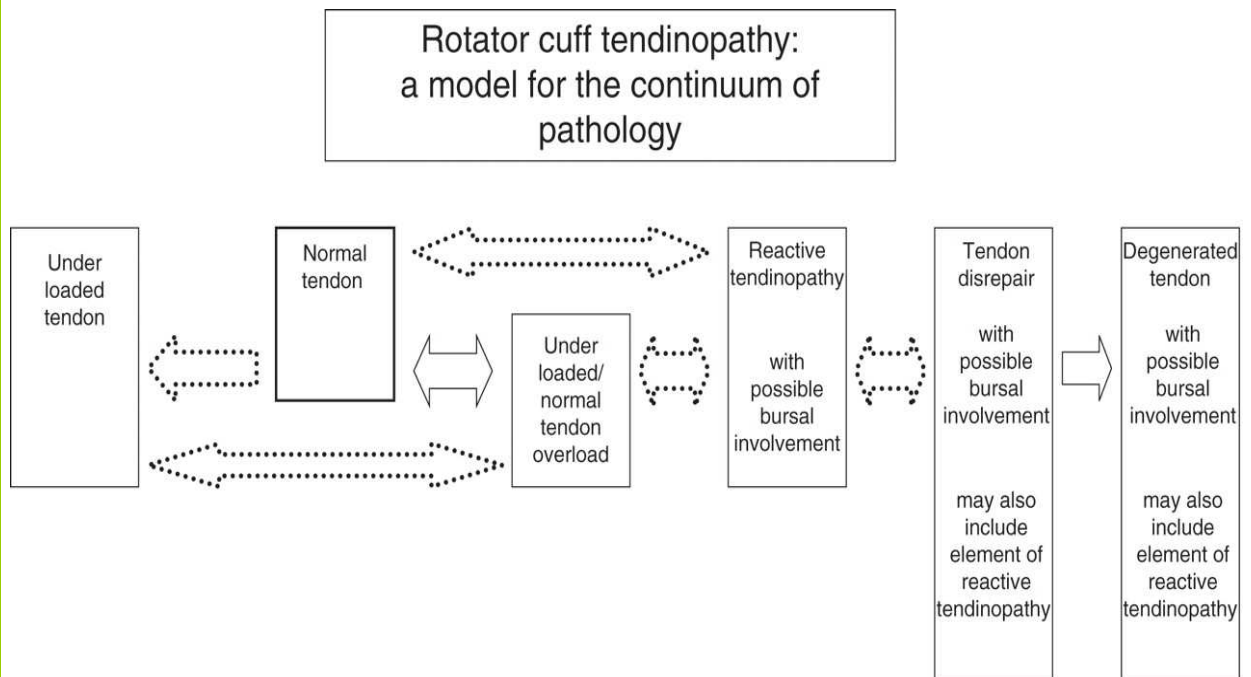 Rotator cuff tendinopathy:
a model for the continuum of
pathology
Under
loaded
tendon
Normal
tendon
Under
loaded/
normal
tendon
overload
Reactive
tendinopathy
with
possible
bursal
involvement
Tendon
disrepair
with
possible
bursal
involvement
may also
include
element of
reactive
tendinopathy
Degenerated
tendon
with
possible
bursal
involvement
may also
include
element of
reactive
tendinopathy